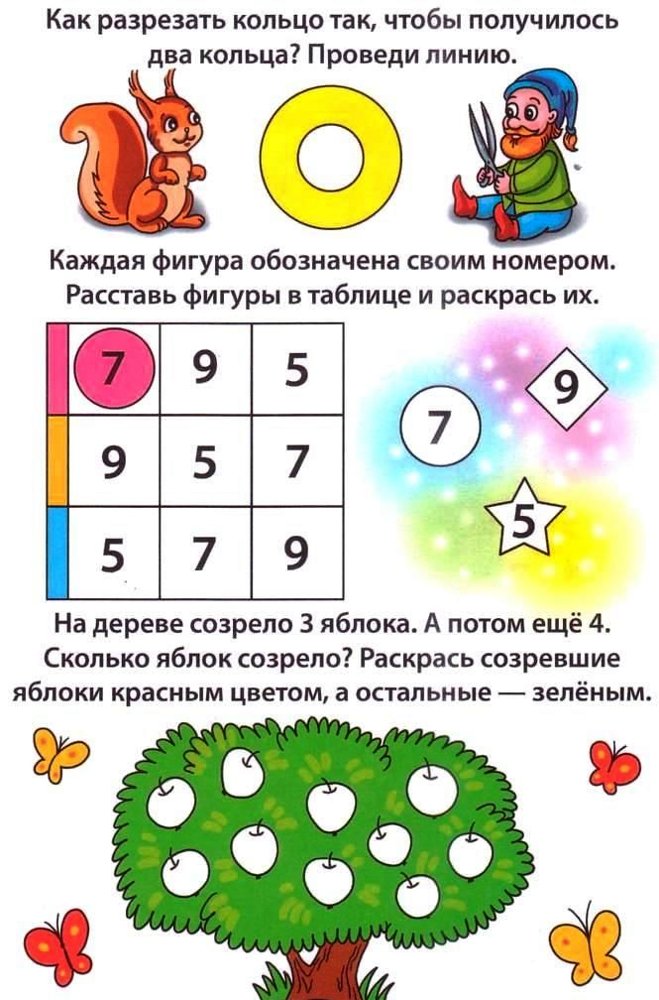 Как разрезать кольцо так, чтобы получилось
два кольца? Проведи линию.
Каждая фигура обозначена своим номером.
Расставь фигуры в таблице и раскрась их.
7 9 5
9 5 7
5 7 9
9
7
5
На дереве созрело 3 яблока. А потом ещё 4.
Сколько яблок созрело? Раскрась созревшие
яблоки красным цветом, а остальные — зелёным.